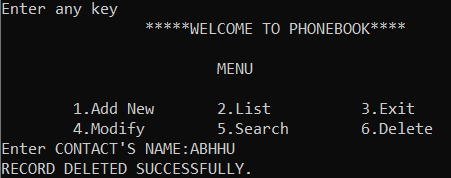 Enter any key
*****WELCOME TO PHONEBOOK****
MENU
1.Add New 2.List 3.Exit
4.Modify 5.Search 6.Delete
Enter CONTACT'S NAME:ABHHU
RECORD DELETED SUCCESSFULLY.